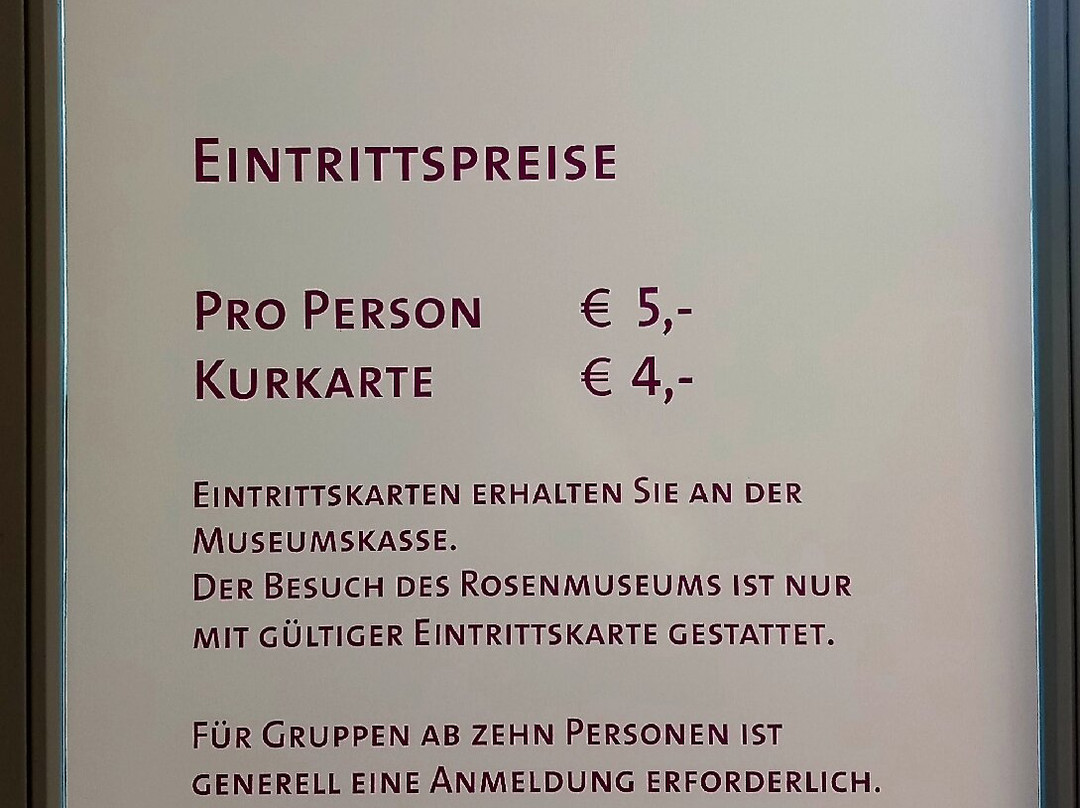 EINTRITTSPREISE
PRO PERSON € 5,-
KURKARTE € 4,-
EINTRITTSKARTEN ERHALTEN SIE AN DER
MUSEUMSKASSE.
DER BESUCH DES ROSENMUSEUMS IST NUR
MIT GÜLTIGER EINTRITTSKARTE GESTATTET.
FÜR GRUPPEN AB ZEHN PERSONEN IST
GENERELL EINE ANMELDUNG ERFORDERLICH.